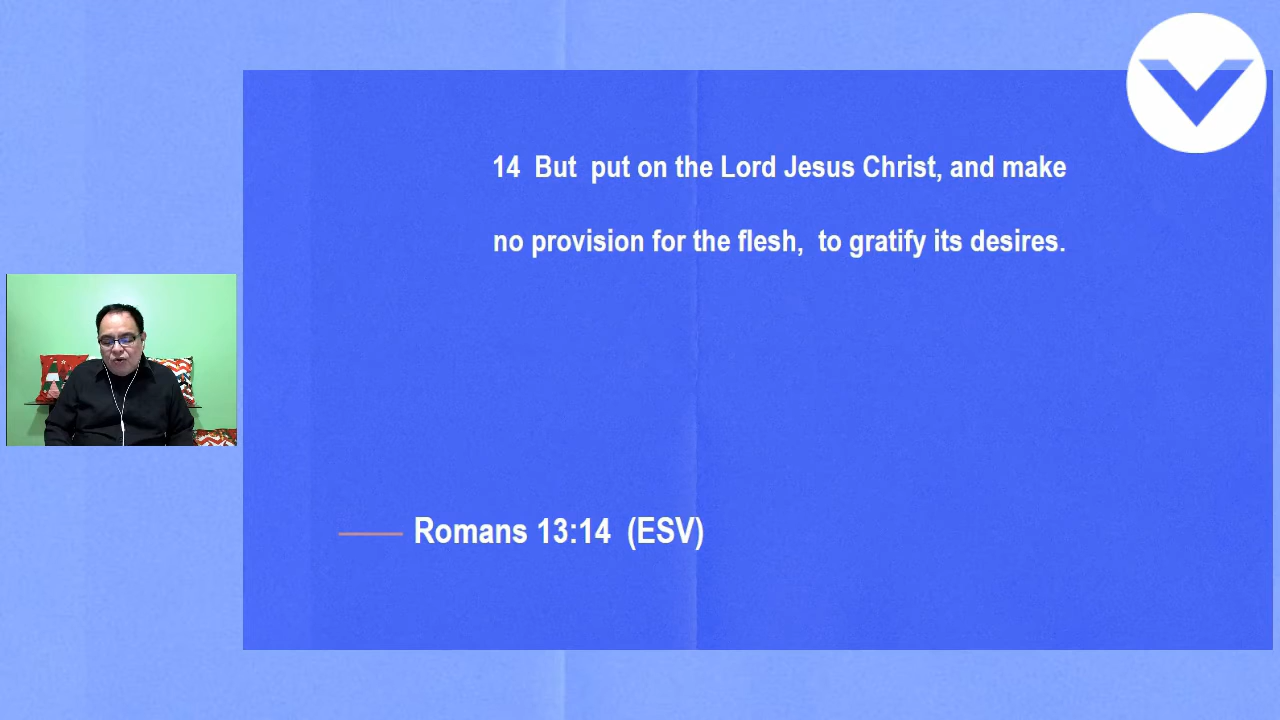 14 But put on the Lord Jesus Christ, and make
no provision for the flesh, to gratify its desires.
Romans 13:14 (ESV)